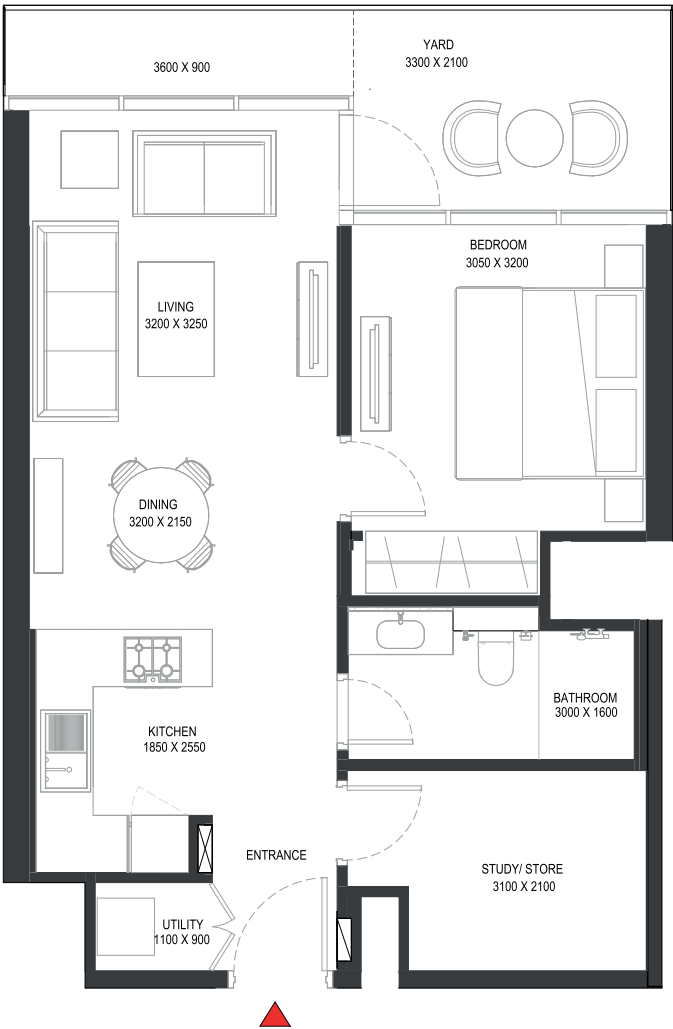 YARD
3300 X 2100
3600 X 900
BEDROOM
3050 X 3200
LIVING
3200 X 3250
DINING
3200 X 2150
KITCHEN
1850 X 2550
BATHROOM
3000 X 1600
ENTRANCE
STUDY/ STORE
3100 X 2100
UTILITY
1100 X 900